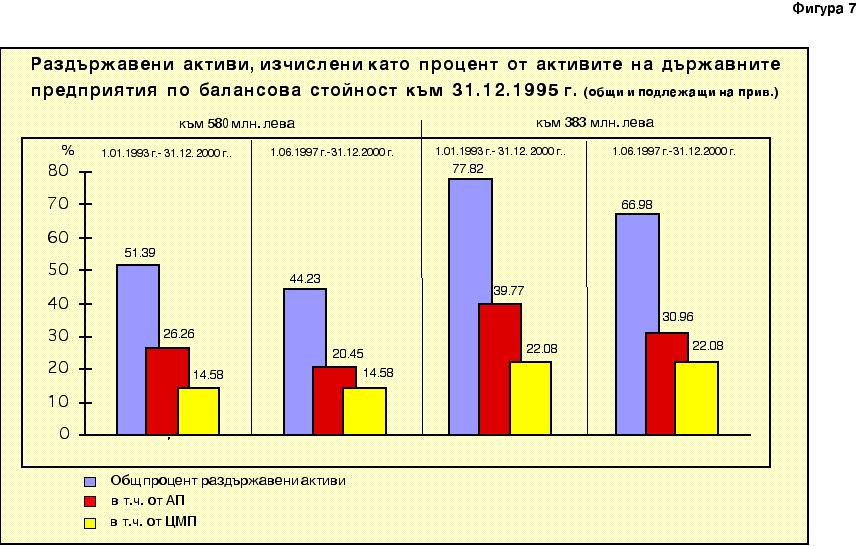 Фигура 7
Раздържавени активи, изчислени като процент от активите на държавните
предприятия по балансова стойност към 31.12.1995 г. (общи и подлежащи на прив.)
към 580 млн. лева
към 383 млн. лева
%
1.01.1993 г.- 31.12. 2000 г..
1.06.1997 г.-31.12.2000 г.
1.01.1993 г.- 31.12. 2000 г..
1.06.1997 г.-31.12.2000 г.
80
70
60
50
40
30
20
10
0
51.39
26.26
14.58
44.23
20.45
14.58
77.82
39.77
22.08
66.98
30.96
22.08
Общ процент раздържавени активи
в т.ч. от АП
в т.ч. от ЦМП